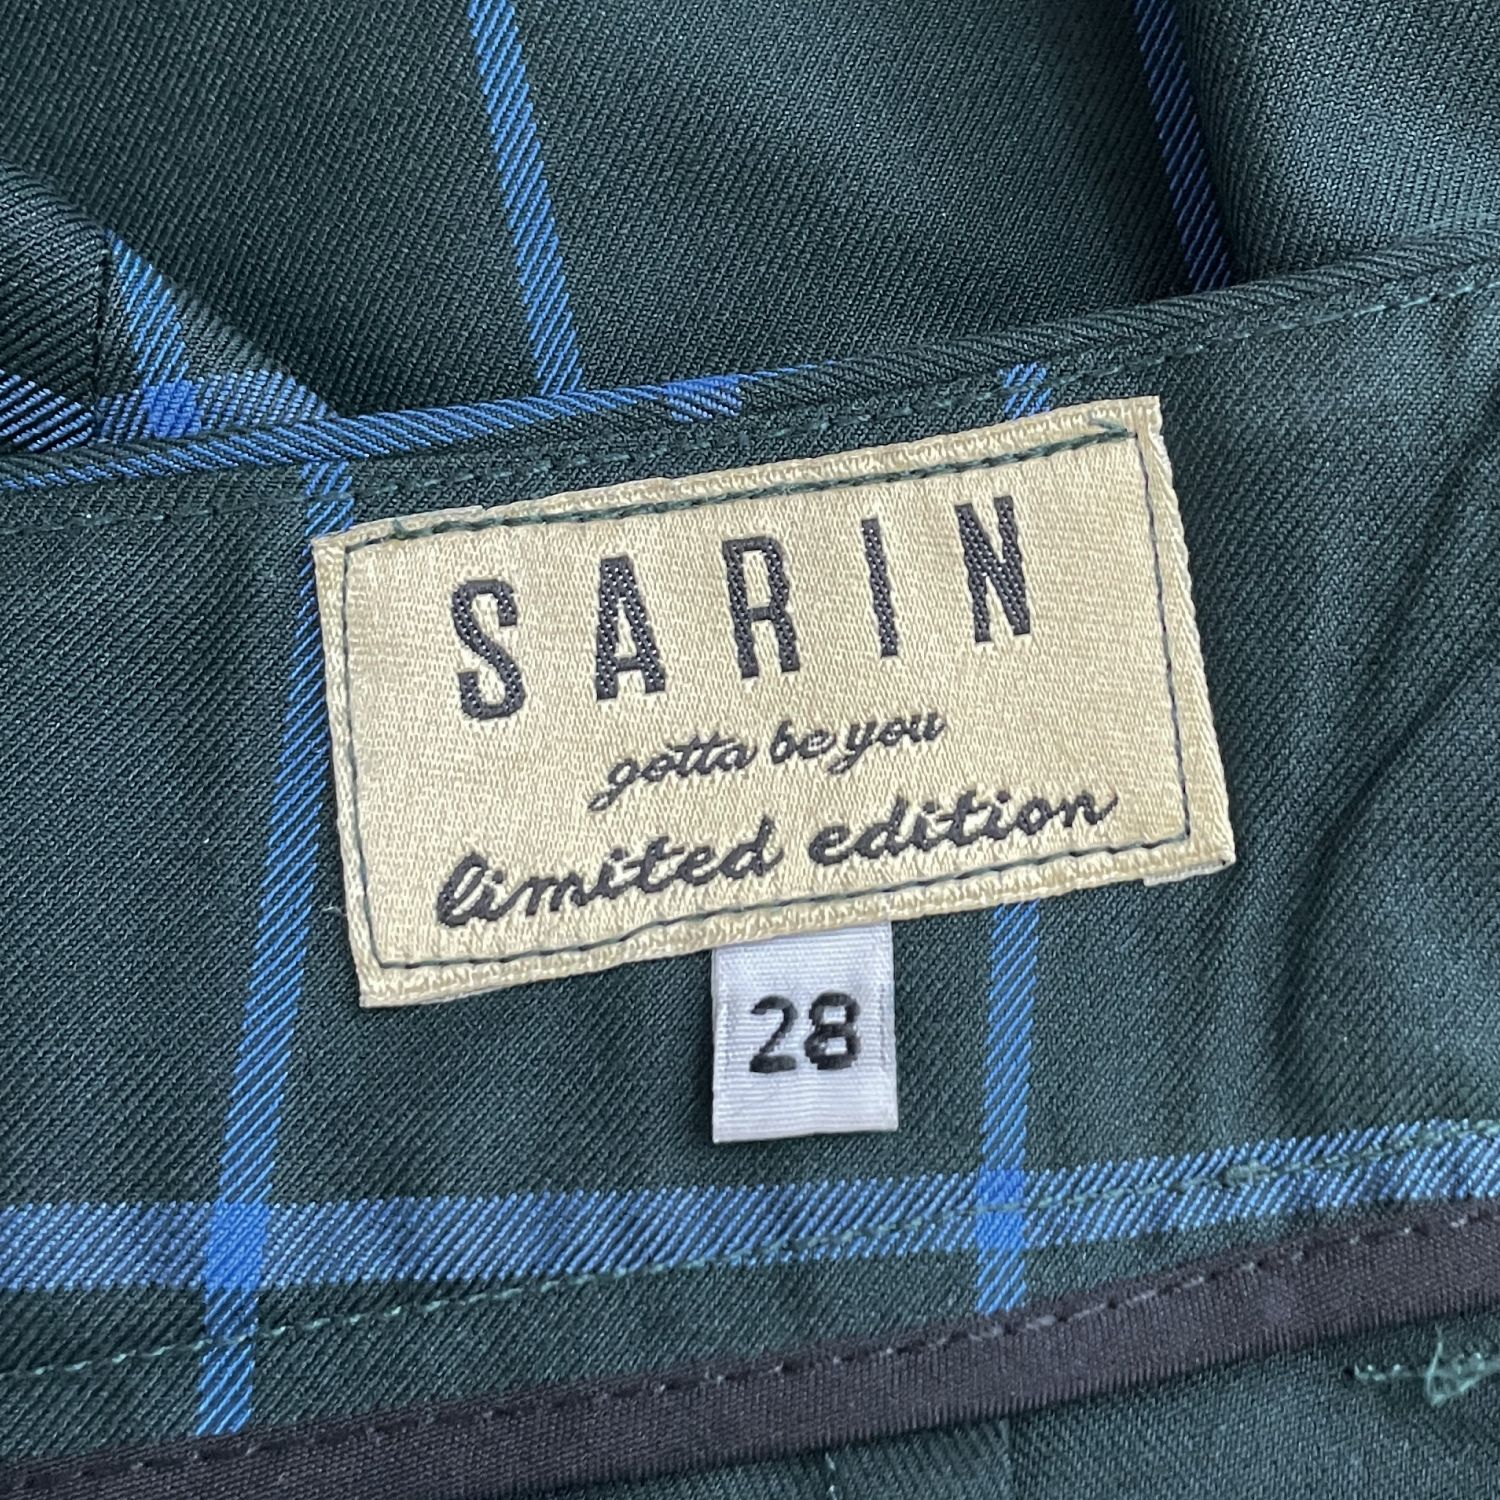 SARIN
gotta be you
limited edition
28